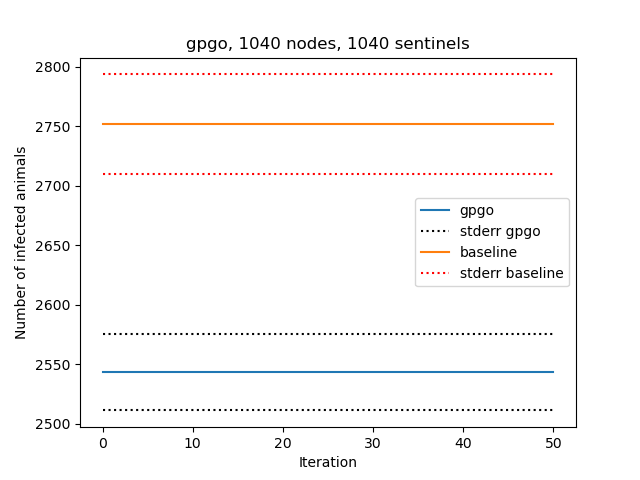 gpgo, 1040 nodes, 1040 sentinels
2800
2750
2700
2650
2600
2550
2500
Number of infected animals
gpgo
stderr gpgo
baseline
stderr baseline
0 10 20 30 40 50
Iteration